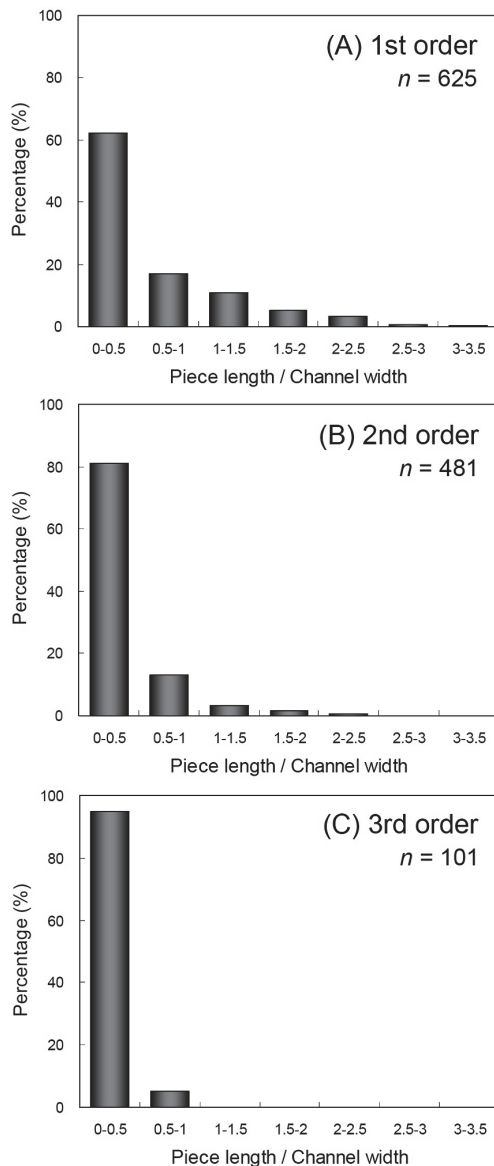 (A) 1st order
n = 625
Percentage (%)
100
80
60
40
20
0
0-0.5 0.5-1 1-1.5 1.5-2 2-2.5 2.5-3 3-3.5
Piece length / Channel width
(B) 2nd order
n = 481
Percentage (%)
100
80
60
40
20
0
0-0.5 0.5-1 1-1.5 1.5-2 2-2.5 2.5-3 3-3.5
Piece length / Channel width
(C) 3rd order
n = 101
Percentage (%)
100
80
60
40
20
0
0-0.5 0.5-1 1-1.5 1.5-2 2-2.5 2.5-3 3-3.5
Piece length / Channel width